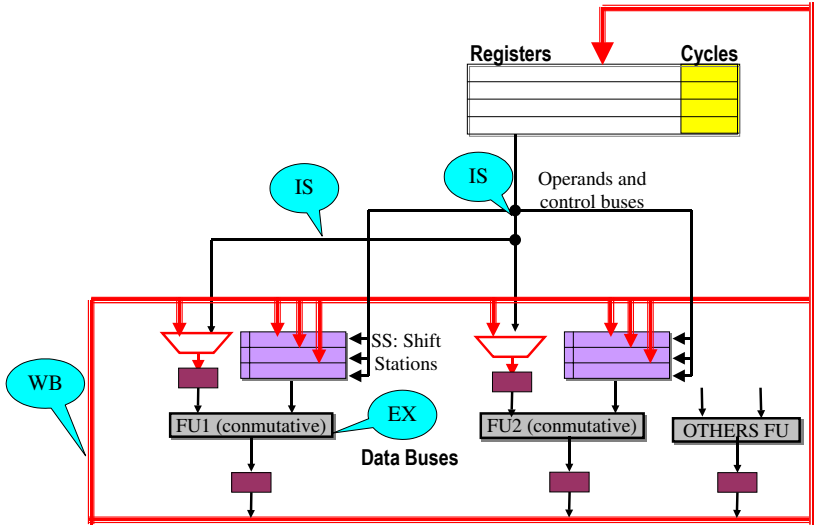 Registers
Cycles
IS
IS
Operands and
control buses
SS: Shift
Stations
WB
FU1 (conmutative)
EX
FU2 (conmutative)
OTHERS FU
Data Buses